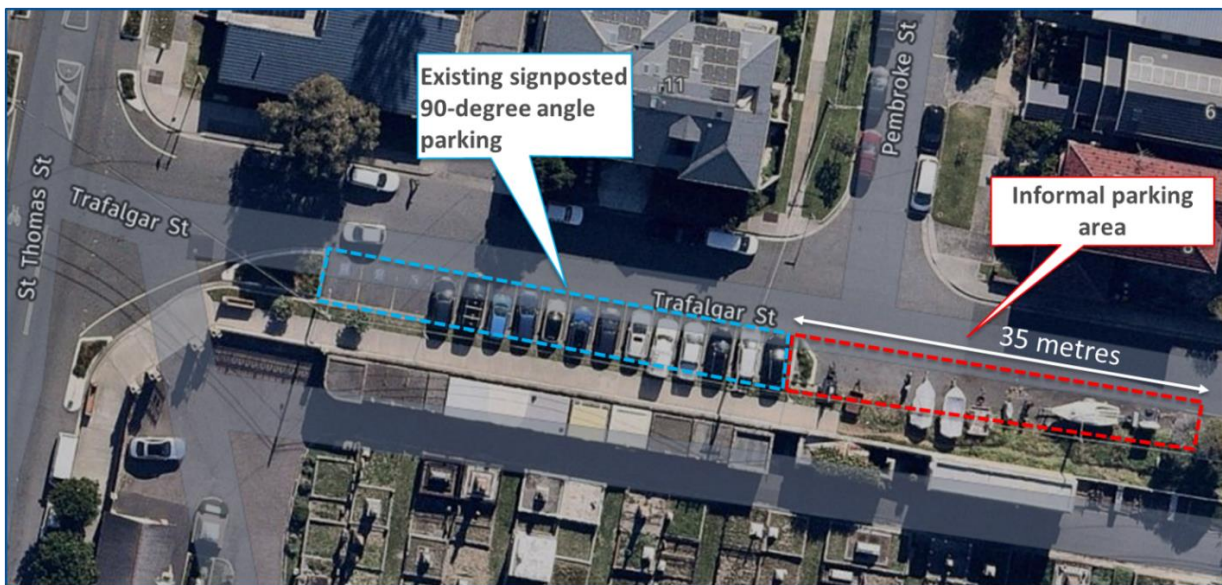 Existing signposted
90-degree angle
parking
11
Pembroke St
6
Informal parking
area
St Thomas St
Trafalgar St
Trafalgar St
35 metres